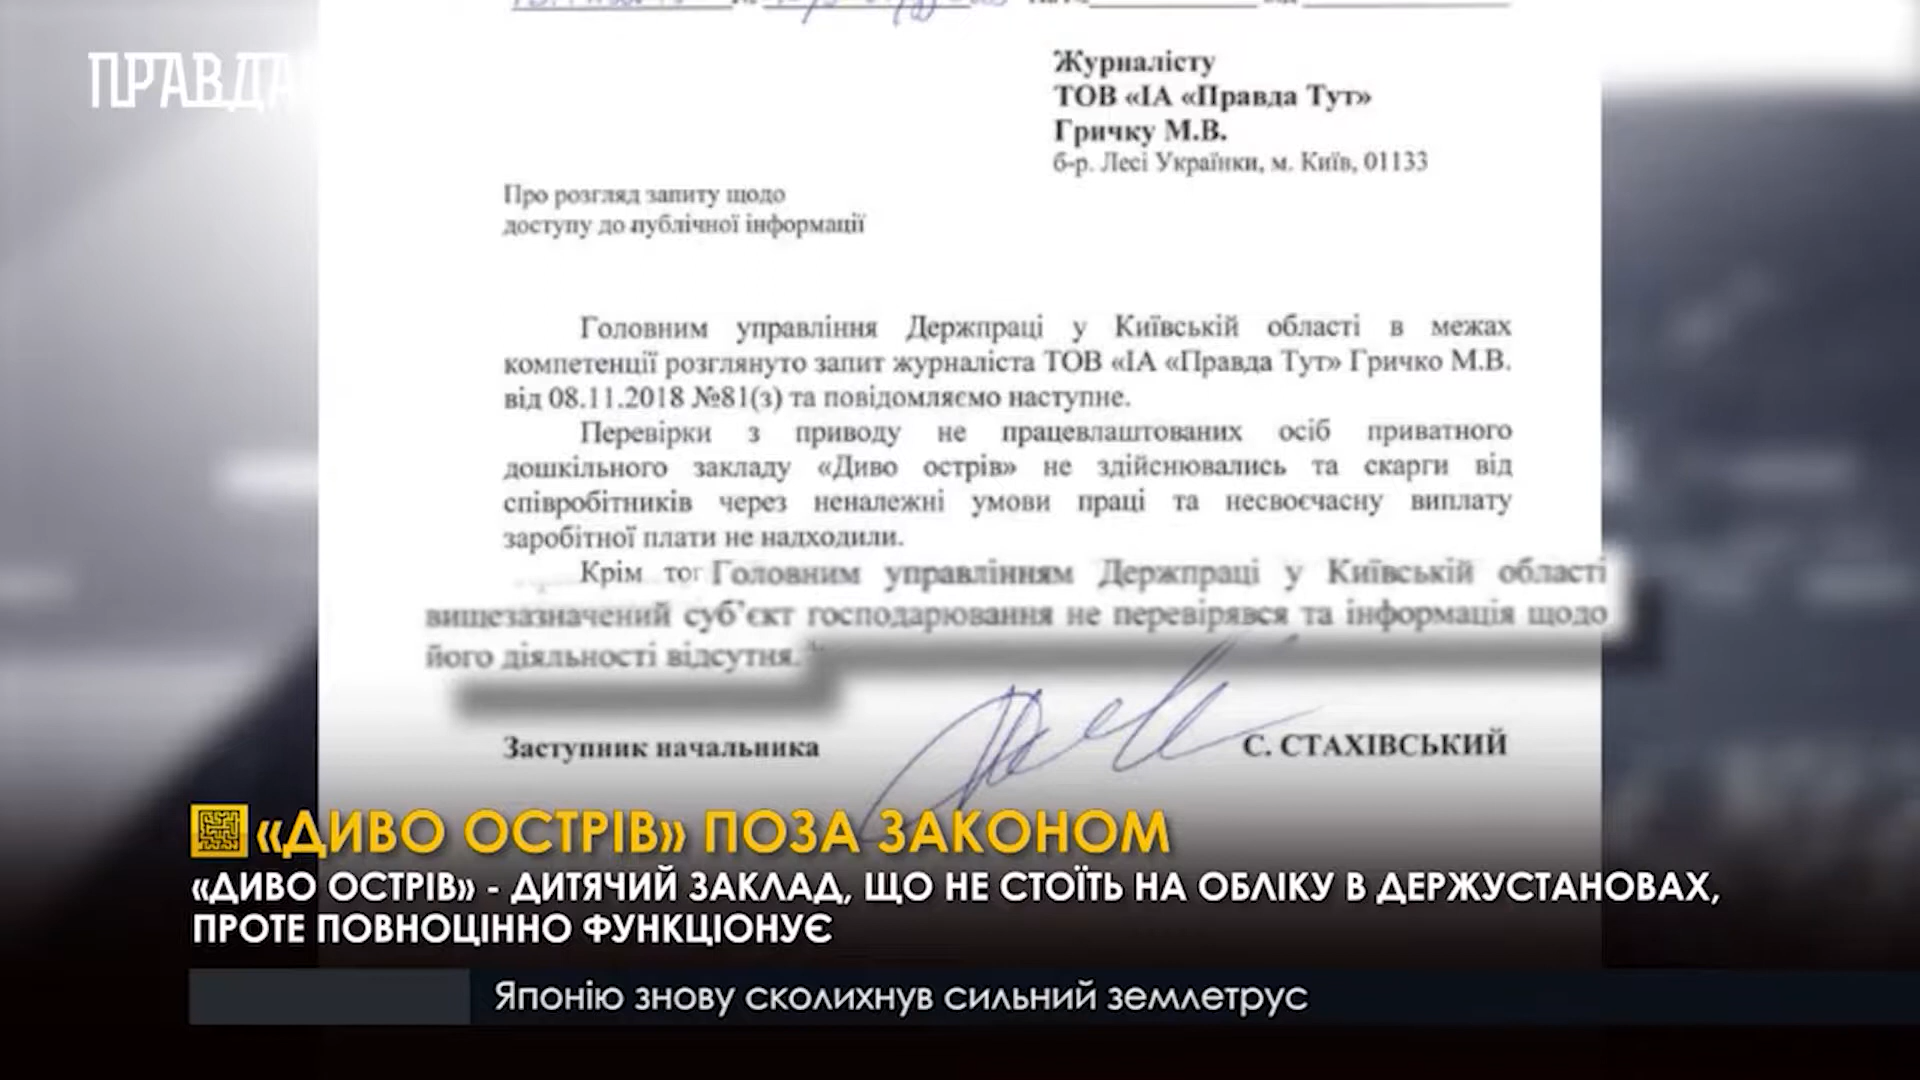 ПРАВДА
Журналісту
ТОВ «ІА «Правда Тут»
Гричку М.В.
б-р. Лесі Українки, м. Київ, 01133
Про розгляд запиту щодо
доступу до публічної інформації
Головним управління Держпраці у Київській області в межах
компетенції розглянуто запит журналіста ТОВ «ІА «Правда Тут» Гричко М.В.
від 08.11.2018 №81(з) та повідомляємо наступне.
Перевірки з приводу не працевлаштованих осіб приватного
дошкільного закладу «Диво острів» не здійснювались та скарги від
співробітників через неналежні умови праці та несвоєчасну виплату
заробітної плати не надходили.
Крім тог Головним управлінням Держпраці у Київській області
вищезазначений суб’єкт господарювання не перевірявся та інформація щодо
його діяльності відсутня.
Заступник начальника С. СТАХІВСЬКИЙ
«ДИВО ОСТРІВ» ПОЗА ЗАКОНОМ
«ДИВО ОСТРІВ» - ДИТЯЧИЙ ЗАКЛАД, ЩО НЕ СТОЇТЬ НА ОБЛІКУ В ДЕРЖУСТАНОВАХ,
ПРОТЕ ПОВНОЦІННО ФУНКЦІОНУЄ
Японію знову сколихнув сильний землетрус